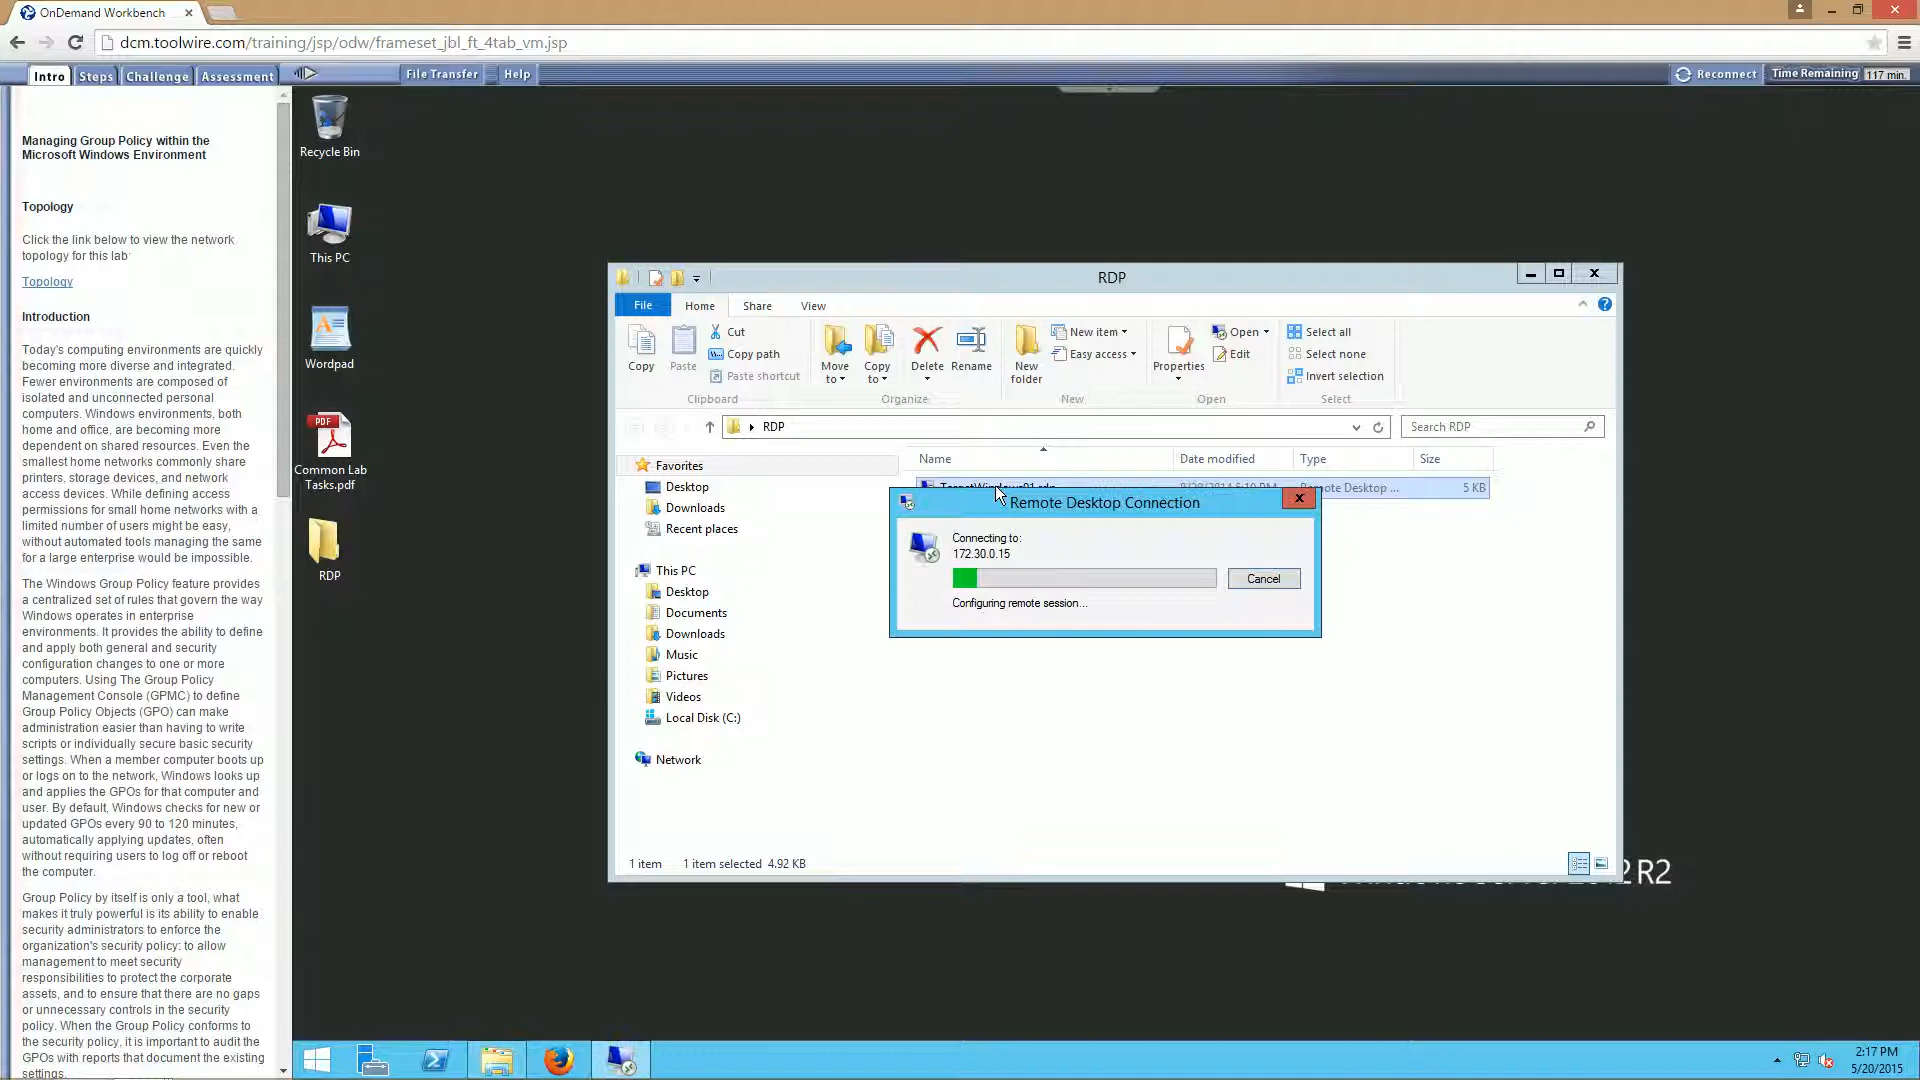 OnDemand Workbench
dcm.toolwire.com/training/jsp/odw/frameset_jbl_ft_4tab_vm.jsp
Intro
Steps
Challenge
Assessment
File Transfer
Help
Reconnect
Time Remaining
117 min.
Managing Group Policy within the
Microsoft Windows Environment
Topology
Click the link below to view the network
topology for this lab
Topology
Introduction
Today's computing environments are quickly
becoming more diverse and integrated.
Fewer environments are composed of
isolated and unconnected personal
computers. Windows environments, both
home and office, are becoming more
dependent on shared resources. Even the
smallest home networks commonly share
printers, storage devices, and network
access devices. While defining access
permissions for small home networks with a
limited number of users might be easy,
without automated tools managing the same
for a large enterprise would be impossible.
The Windows Group Policy feature provides
a centralized set of rules that govern the way
Windows operates in enterprise
environments. It provides the ability to define
and apply both general and security
configuration changes to one or more
computers. Using The Group Policy
Management Console (GPMC) to define
Group Policy Objects (GPO) can make
administration easier than having to write
scripts or individually secure basic security
settings. When a member computer boots up
or logs on to the network, Windows looks up
and applies the GPOs for that computer and
user. By default, Windows checks for new or
updated GPOs every 90 to 120 minutes,
automatically applying updates, often
without requiring users to log off or reboot
the computer.
Group Policy by itself is only a tool, what
makes it truly powerful is its ability to enable
security administrators to enforce the
organization's security policy: to allow
management to meet security
responsibilities to protect the corporate
assets, and to ensure that there are no gaps
or unnecessary controls in the security
policy. When the Group Policy conforms to
the security policy, it is important to audit the
GPOs with reports that document the existing
settings.
Recycle Bin
This PC
Wordpad
PDF
Common Lab
Tasks.pdf
RDP
RDP
File
Home
Share
View
Copy
Paste
Cut
Copy path
Paste shortcut
Clipboard
Move
to
Copy
to
Delete
Rename
Organize
New
folder
New item
Easy access
New
Properties
Open
Edit
Open
Select all
Select none
Invert selection
Select
RDP
Search RDP
Name
Date modified
Type
Size
TargetWindows01.rdp
Remote Desktop ...
5 KB
Favorites
Desktop
Downloads
Recent places
This PC
Desktop
Documents
Downloads
Music
Pictures
Videos
Local Disk (C:)
Network
Remote Desktop Connection
Connecting to:
172.30.0.15
Cancel
Configuring remote session...
1 item
1 item selected 4.92 KB
R2
2:17 PM
5/20/2015